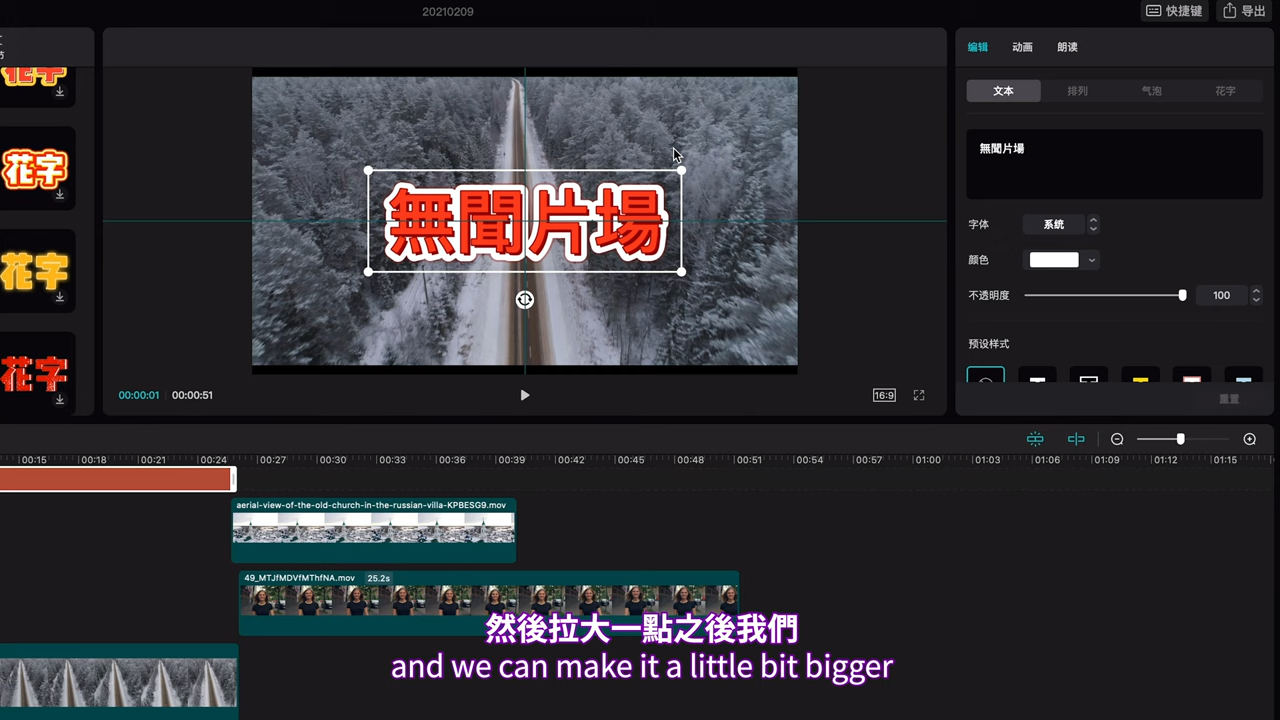 20210209
快捷键
导出
节
编辑 动画 朗读
花字
文本 排列 气泡 花字
無聞片場
花字
無聞片場
字体 系统
颜色
花字
不透明度 100
预设样式
花字
00:00:01 00:00:51
16:9
重置
00:15 00:18 00:21 00:24 00:27 00:30 00:33 00:36 00:39 00:42 00:45 00:48 00:51 00:54 00:57 01:00 01:03 01:06 01:09 01:12 01:15
aerial-view-of-the-old-church-in-the-russian-villa-KPBESG9.mov
49_MTJfMDVfMThfNA.mov 25.2s
然後拉大一點之後我們
and we can make it a little bit bigger